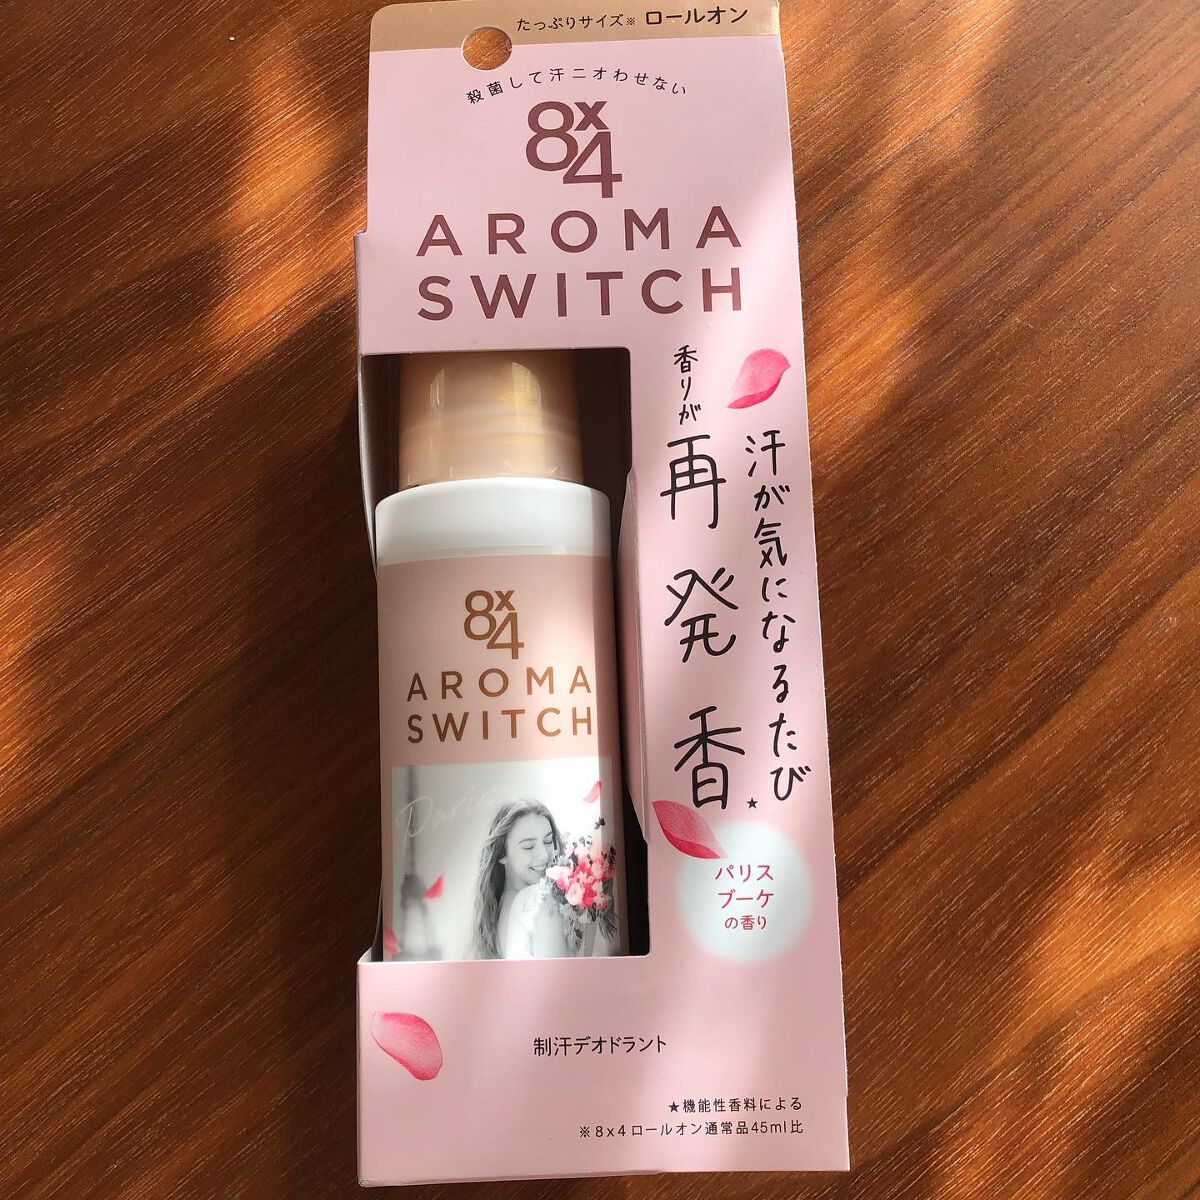 たっぷりサイズ※ ロールオン
殺菌して汗ニオわせない
8x4
AROMA
SWITCH
汗が気になるたび
香りが
再発香★
パリス
ブーケ
の香り
8x4
AROMA
SWITCH
Paris
制汗デオドラント
★機能性香料による
※8x4ロールオン通常品45ml比